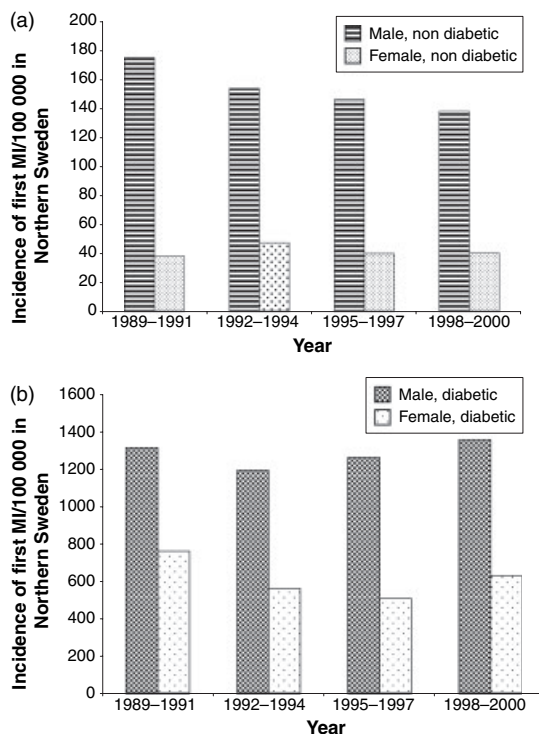 (a)
Incidence of first MI/100 000 in
Northern Sweden
200
180
160
140
120
100
80
60
40
20
0
Male, non diabetic
Female, non diabetic
1989–1991 1992–1994 1995–1997 1998–2000
Year
(b)
Incidence of first MI/100 000 in
Northern Sweden
1600
1400
1200
1000
800
600
400
200
0
Male, diabetic
Female, diabetic
1989–1991 1992–1994 1995–1997 1998–2000
Year